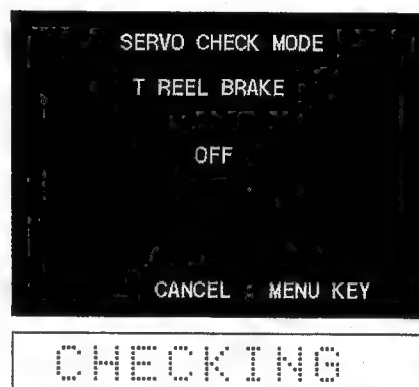 SERVO CHECK MODE
T REEL BRAKE
OFF
CANCEL : MENU KEY
CHECKING